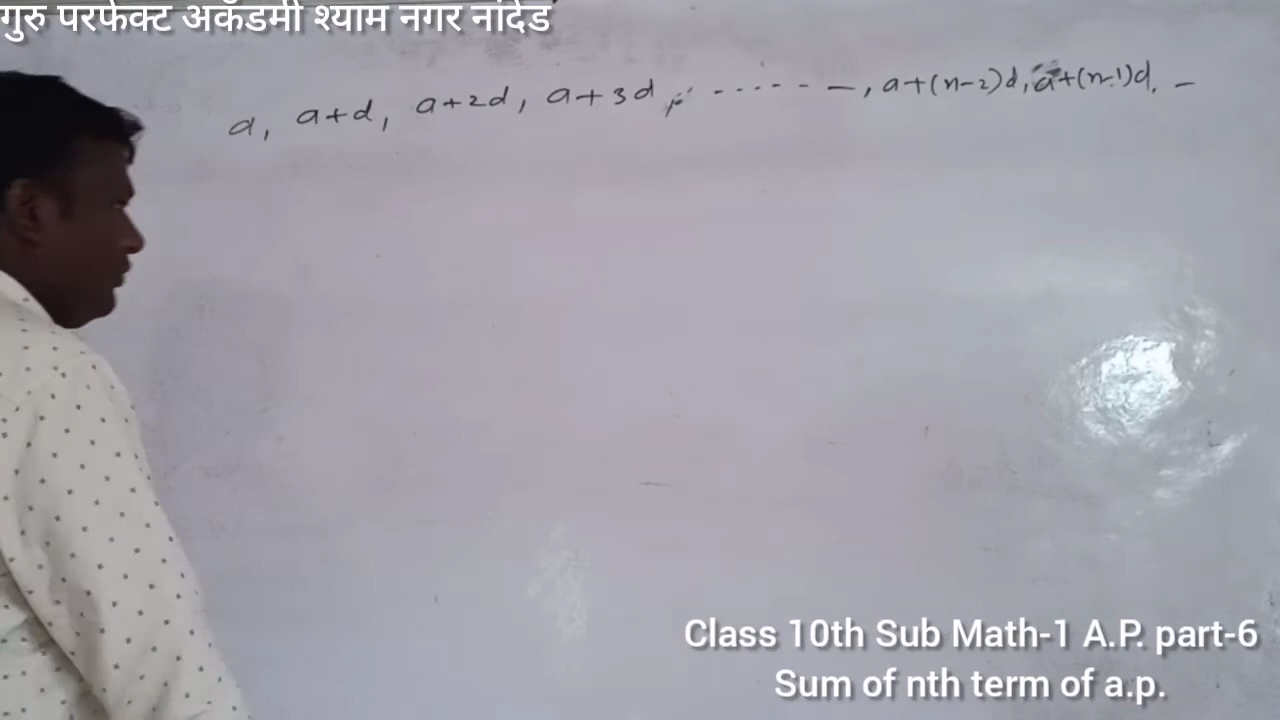 गुरु परफेक्ट अकॅडमी श्याम नगर नांदेड
a, a+d, a+2d, a+3d, ------ —, a+(n-2)d, a+(n-1)d, –
Class 10th Sub Math-1 A.P. part-6
Sum of nth term of a.p.